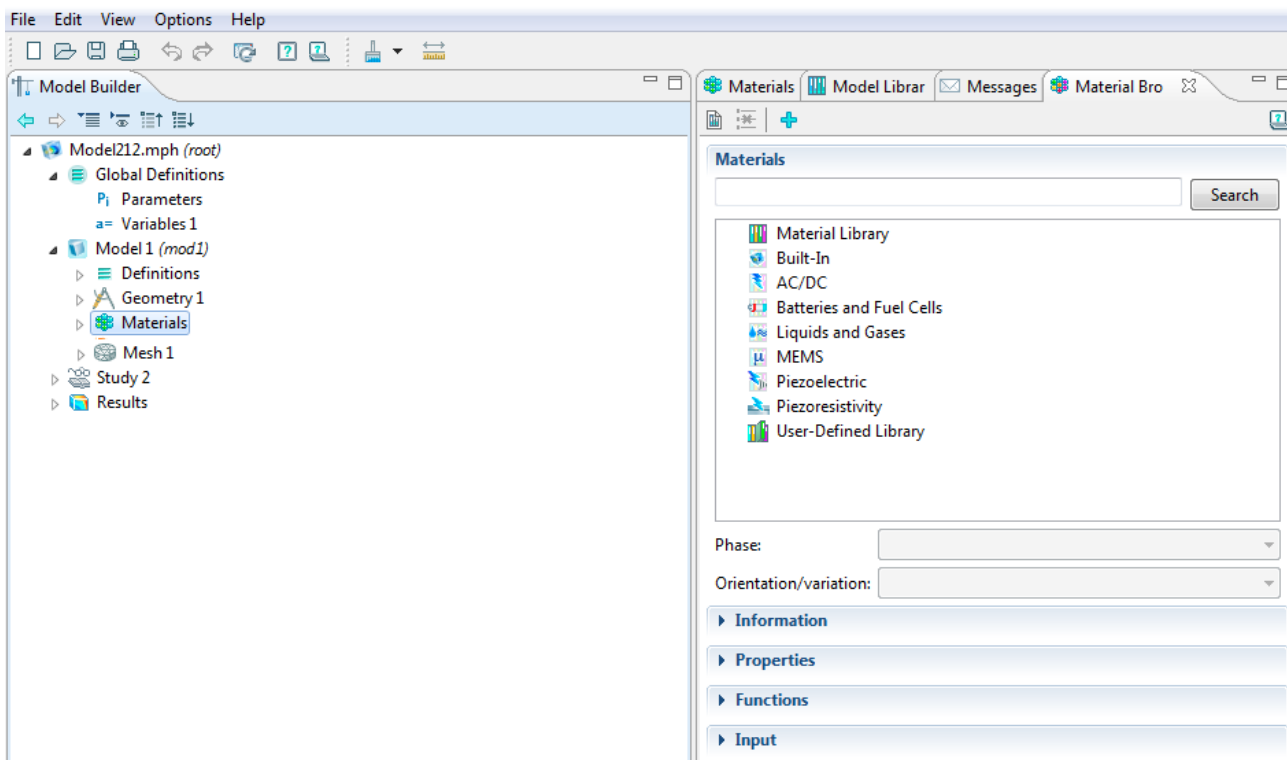 File Edit View Options Help
Model Builder
Model212.mph (root)
Global Definitions
Pi Parameters
a= Variables 1
Model 1 (mod1)
Definitions
Geometry 1
Materials
Mesh 1
Study 2
Results
Materials Model Librar Messages Material Bro
Materials
Search
Material Library
Built-In
AC/DC
Batteries and Fuel Cells
Liquids and Gases
μ MEMS
Piezoelectric
Piezoresistivity
User-Defined Library
Phase:
Orientation/variation:
Information
Properties
Functions
Input